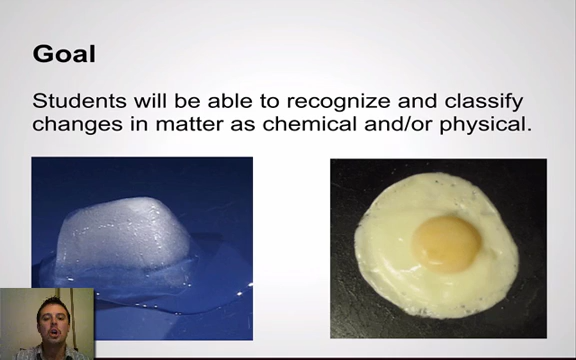 Goal
Students will be able to recognize and classify
changes in matter as chemical and/or physical.